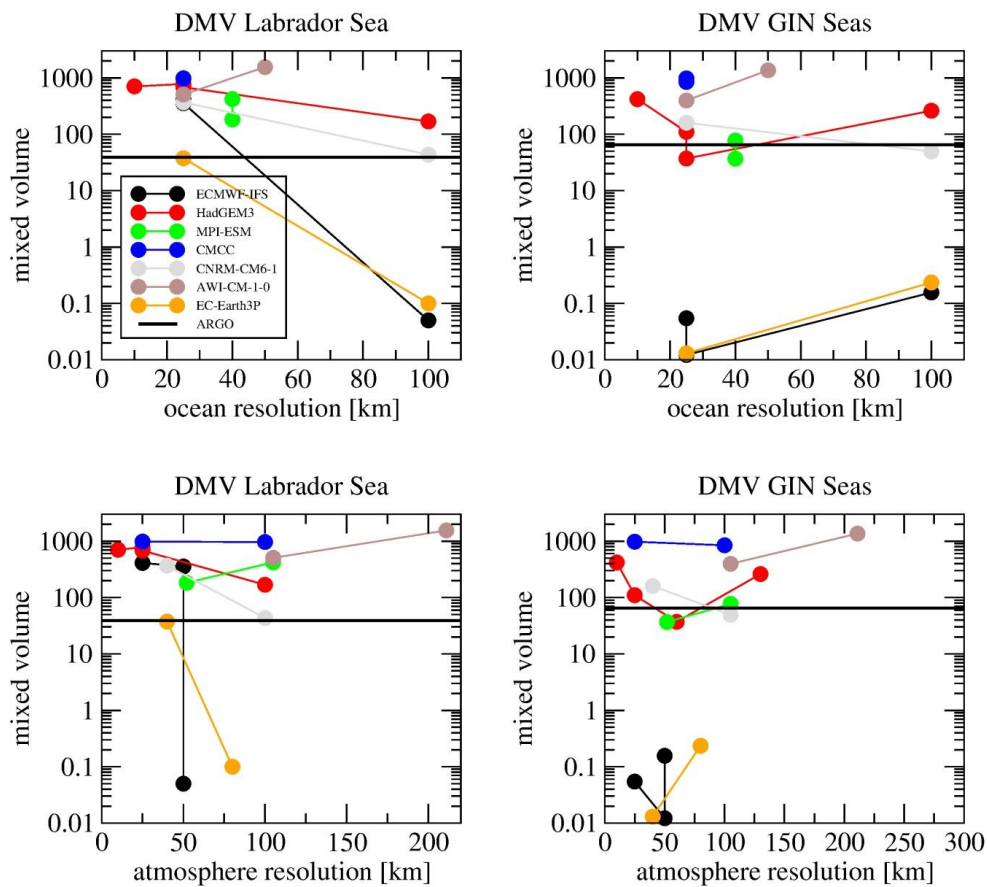 DMV Labrador Sea
mixed volume
1000
100
10
1
0.1
0.01
ECMWF-IFS
HadGEM3
MPI-ESM
CMCC
CNRM-CM6-1
AWI-CM-1-0
EC-Earth3P
ARGO
0 20 40 60 80 100
ocean resolution [km]
DMV GIN Seas
mixed volume
1000
100
10
1
0.1
0.01
0 20 40 60 80 100
ocean resolution [km]
DMV Labrador Sea
mixed volume
1000
100
10
1
0.1
0.01
0 50 100 150 200
atmosphere resolution [km]
DMV GIN Seas
mixed volume
1000
100
10
1
0.1
0.01
0 50 100 150 200 250 300
atmosphere resolution [km]